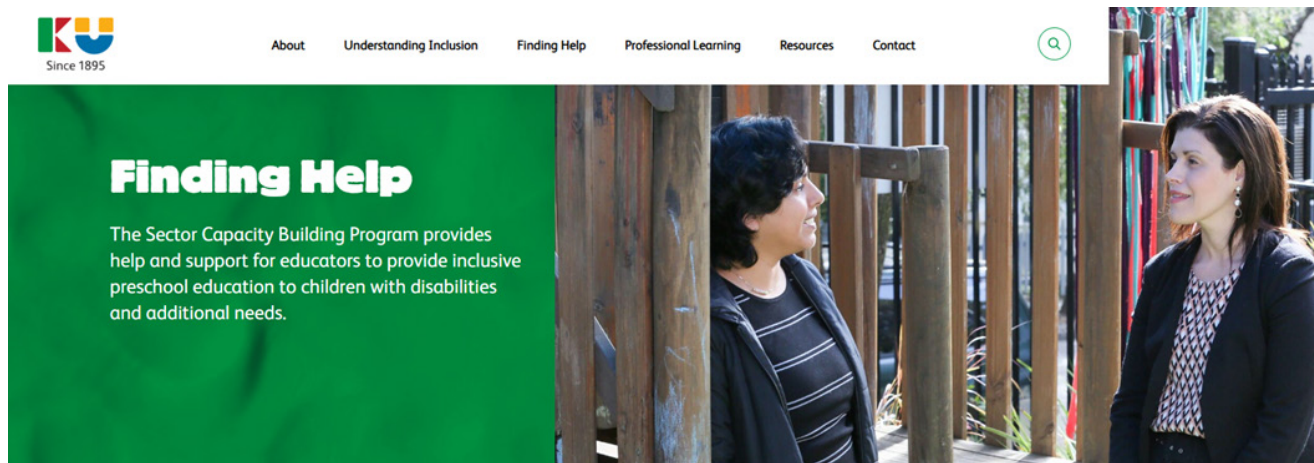 KU
Since 1895
About Understanding Inclusion Finding Help Professional Learning Resources Contact
Finding Help
The Sector Capacity Building Program provides
help and support for educators to provide inclusive
preschool education to children with disabilities
and additional needs.